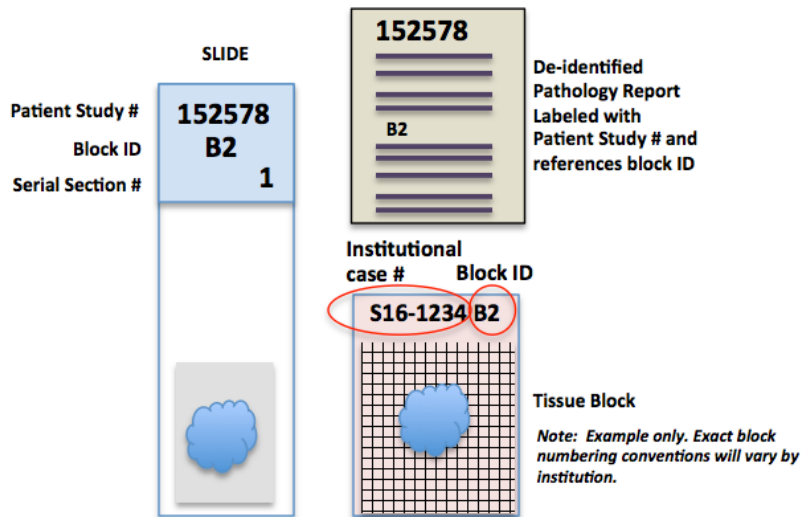 SLIDE
Patient Study #
Block ID
Serial Section #
152578
B2
1
152578
B2
De-identified
Pathology Report
Labeled with
Patient Study # and
references block ID
Institutional
case #
Block ID
S16-1234 B2
Tissue Block
Note: Example only. Exact block
numbering conventions will vary by
institution.